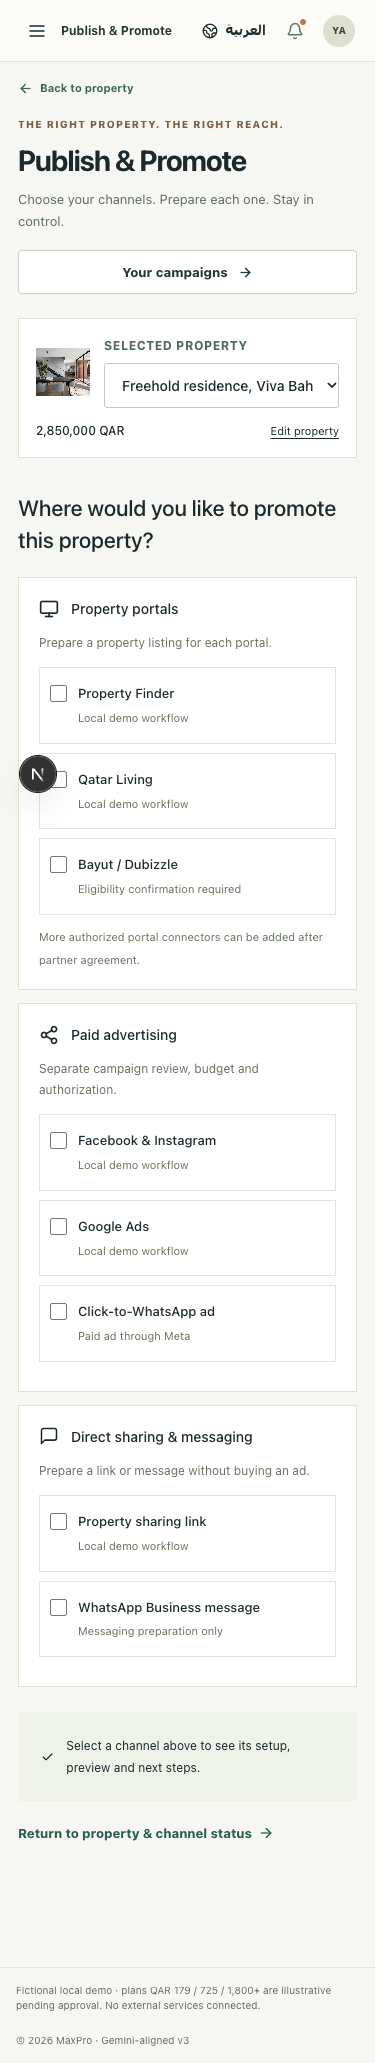 Publish & Promote
العربية
YA
Back to property
THE RIGHT PROPERTY. THE RIGHT REACH.
Publish & Promote
Choose your channels. Prepare each one. Stay in
control.
Your campaigns
SELECTED PROPERTY
Freehold residence, Viva Bah
2,850,000 QAR
Edit property
Where would you like to promote
this property?
Property portals
Prepare a property listing for each portal.
Property Finder
Local demo workflow
N
Qatar Living
Local demo workflow
Bayut / Dubizzle
Eligibility confirmation required
More authorized portal connectors can be added after
partner agreement.
Paid advertising
Separate campaign review, budget and
authorization.
Facebook & Instagram
Local demo workflow
Google Ads
Local demo workflow
Click-to-WhatsApp ad
Paid ad through Meta
Direct sharing & messaging
Prepare a link or message without buying an ad.
Property sharing link
Local demo workflow
WhatsApp Business message
Messaging preparation only
Select a channel above to see its setup,
preview and next steps.
Return to property & channel status
Fictional local demo · plans QAR 179 / 725 / 1,800+ are illustrative
pending approval. No external services connected.
© 2026 MaxPro · Gemini-aligned v3